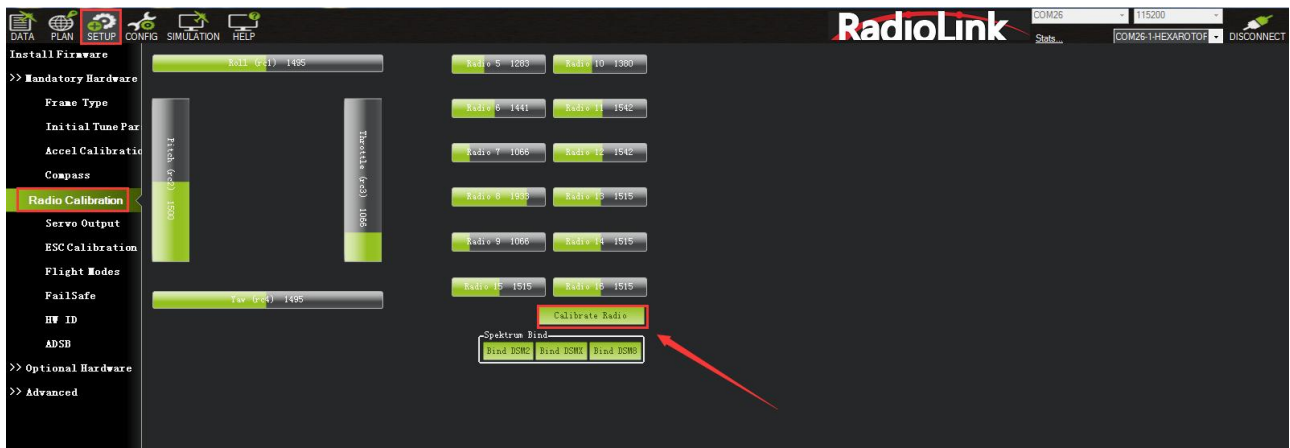 DATA PLAN SETUP CONFIG SIMULATION HELP
RadioLink
COM26 115200
Stats... COM26-1-HEXAROTOF DISCONNECT
Install Firmware
>> Mandatory Hardware
Frame Type
Initial Tune Par
Accel Calibratio
Compass
Radio Calibration
Servo Output
ESC Calibration
Flight Modes
FailSafe
HW ID
ADSB
>> Optional Hardware
>> Advanced
Roll (rc1) 1495
Pitch (rc2) 1500
Throttle (rc3) 1066
Yaw (rc4) 1495
Radio 5 1283 Radio 10 1380
Radio 6 1441 Radio 11 1542
Radio 7 1066 Radio 12 1542
Radio 8 1933 Radio 13 1515
Radio 9 1066 Radio 14 1515
Radio 15 1515 Radio 16 1515
Calibrate Radio
Spektrum Bind
Bind DSM2 Bind DSMX Bind DSM8